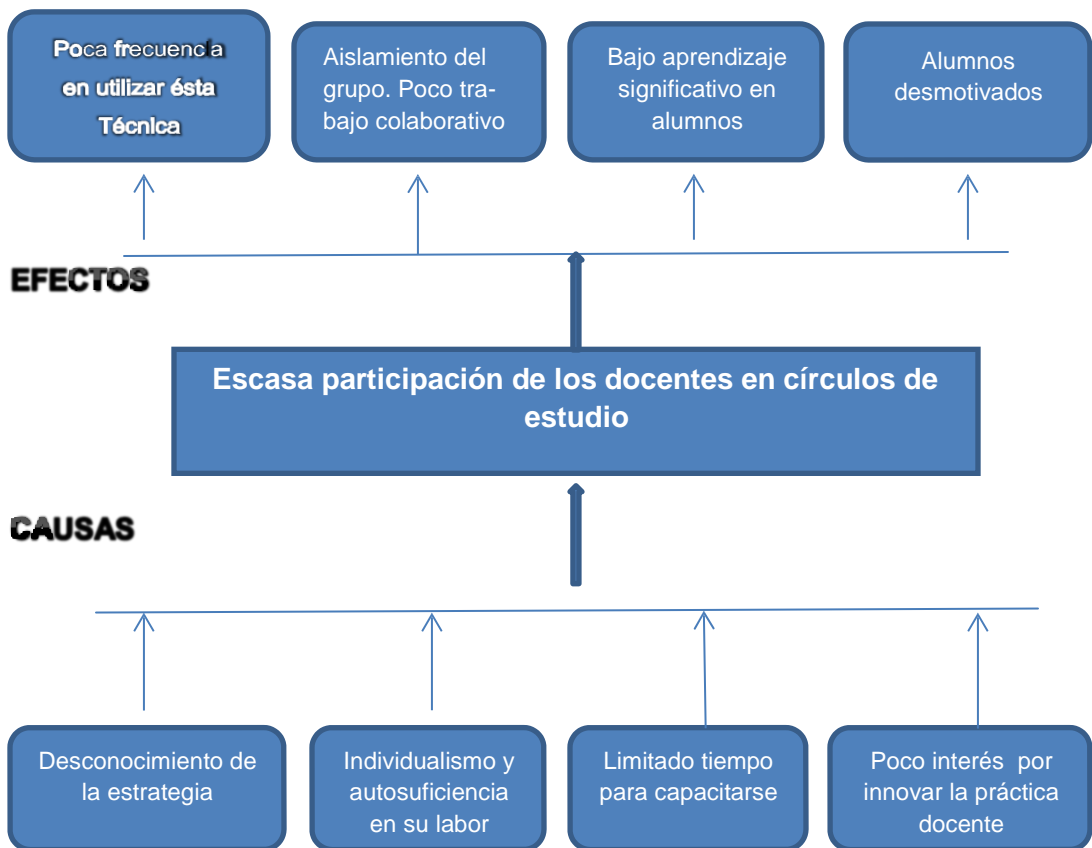 Poca frecuencia
en utilizar ésta
Técnica
Aislamiento del
grupo. Poco tra-
bajo colaborativo
Bajo aprendizaje
significativo en
alumnos
Alumnos
desmotivados
EFECTOS
Escasa participación de los docentes en círculos de
estudio
CAUSAS
Desconocimiento de
la estrategia
Individualismo y
autosuficiencia
en su labor
Limitado tiempo
para capacitarse
Poco interés por
innovar la práctica
docente